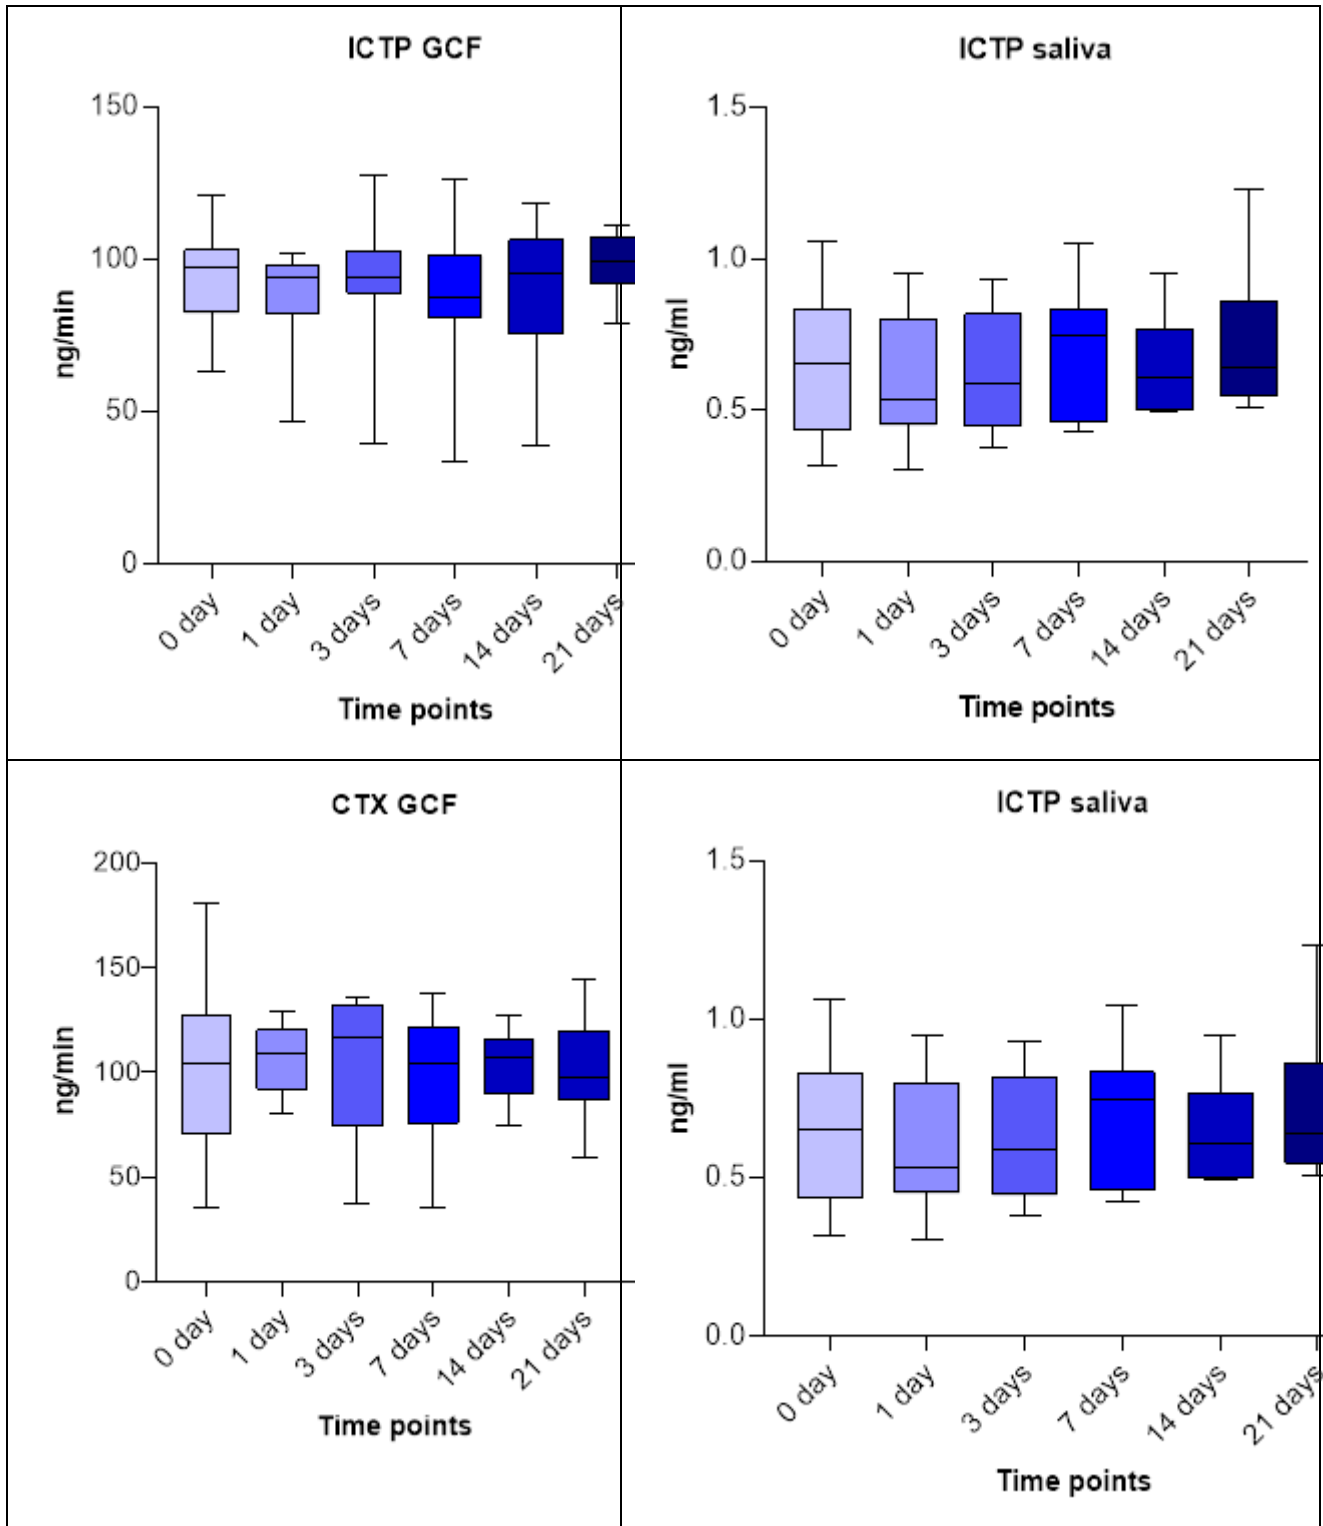 ICTP GCF
150
100
50
0
ng/min
0 day
1 day
3 days
7 days
14 days
21 days
Time points
ICTP saliva
1.5
1.0
0.5
0.0
ng/ml
0 day
1 day
3 days
7 days
14 days
21 days
Time points
CTX GCF
200
150
100
50
0
ng/min
0 day
1 day
3 days
7 days
14 days
21 days
Time points
ICTP saliva
1.5
1.0
0.5
0.0
ng/ml
0 day
1 day
3 days
7 days
14 days
21 days
Time points